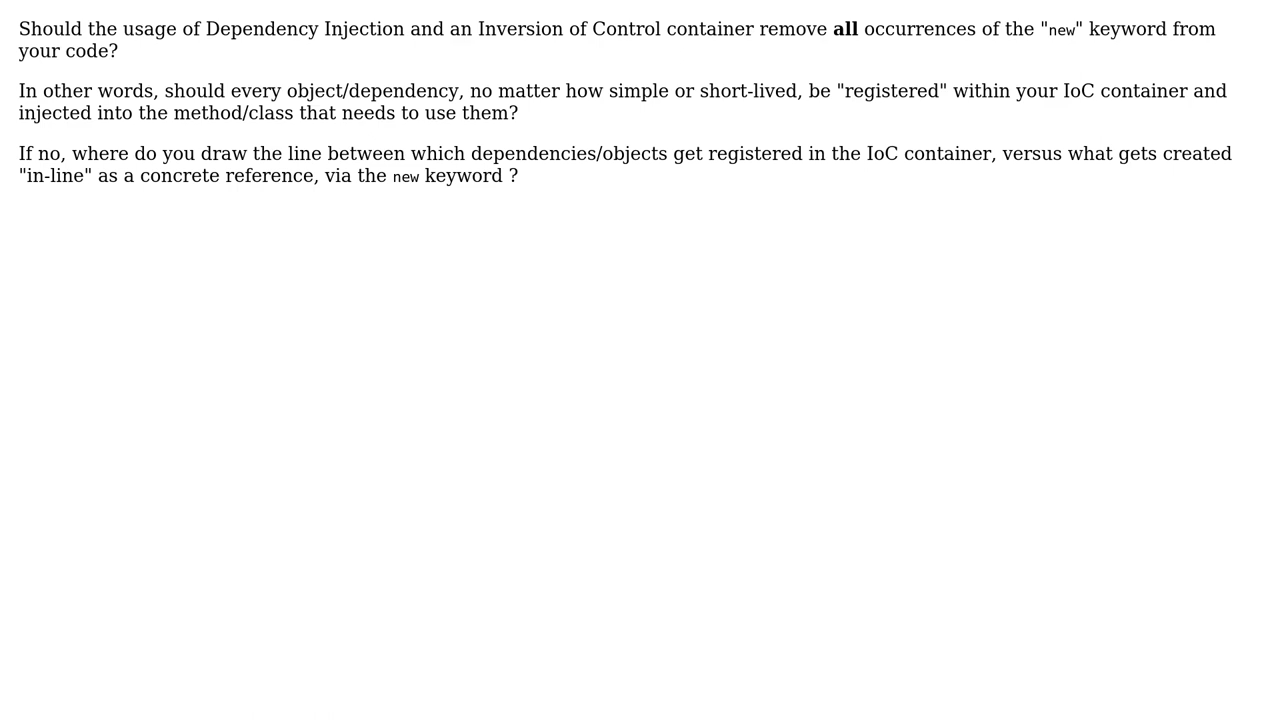 Should the usage of Dependency Injection and an Inversion of Control container remove all occurrences of the "new" keyword from
your code?
In other words, should every object/dependency, no matter how simple or short-lived, be "registered" within your IoC container and
injected into the method/class that needs to use them?
If no, where do you draw the line between which dependencies/objects get registered in the IoC container, versus what gets created
"in-line" as a concrete reference, via the new keyword ?